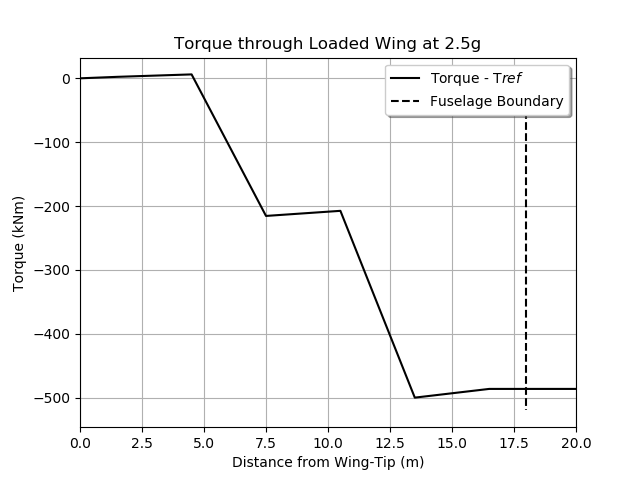 Torque through Loaded Wing at 2.5g
Torque - Tref
Fuselage Boundary
0
−100
−200
−300
−400
−500
Torque (kNm)
0.0 2.5 5.0 7.5 10.0 12.5 15.0 17.5 20.0
Distance from Wing-Tip (m)